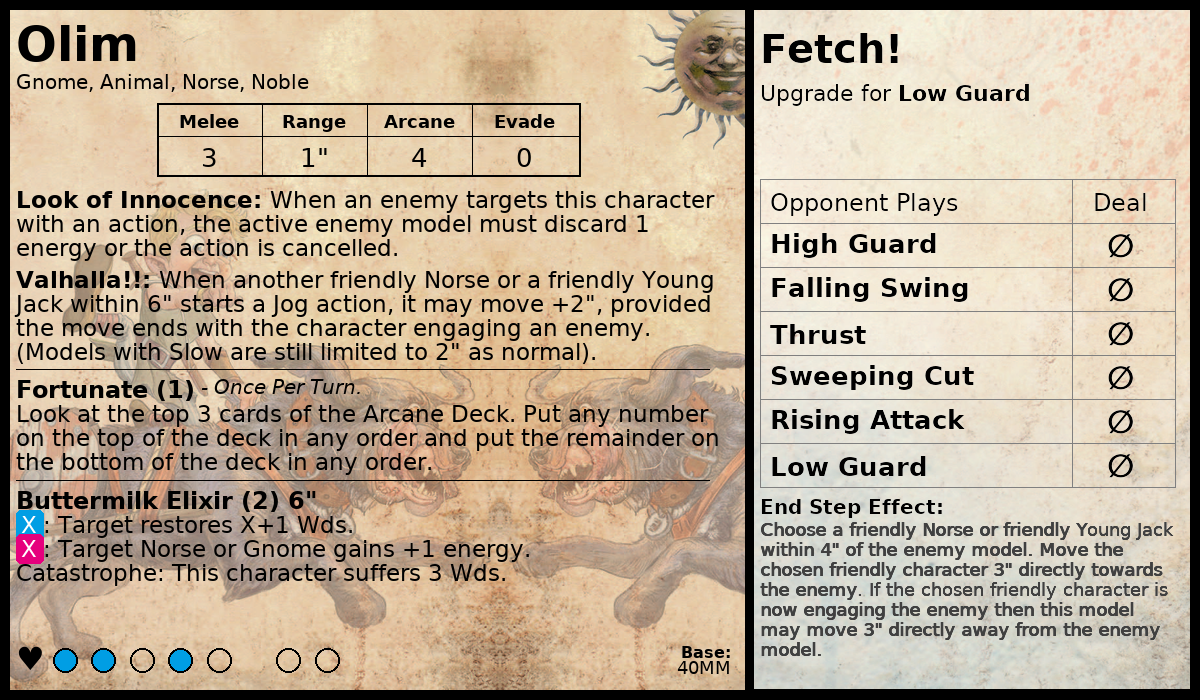 Olim
Gnome, Animal, Norse, Noble
Melee Range Arcane Evade
3 1" 4 0
Look of Innocence: When an enemy targets this character
with an action, the active enemy model must discard 1
energy or the action is cancelled.
Valhalla!!: When another friendly Norse or a friendly Young
Jack within 6" starts a Jog action, it may move +2", provided
the move ends with the character engaging an enemy.
(Models with Slow are still limited to 2" as normal).
Fortunate (1) - Once Per Turn.
Look at the top 3 cards of the Arcane Deck. Put any number
on the top of the deck in any order and put the remainder on
the bottom of the deck in any order.
Buttermilk Elixir (2) 6"
X: Target restores X+1 Wds.
X: Target Norse or Gnome gains +1 energy.
Catastrophe: This character suffers 3 Wds.
Base:
40MM
Fetch!
Upgrade for Low Guard
Opponent Plays Deal
High Guard ∅
Falling Swing ∅
Thrust ∅
Sweeping Cut ∅
Rising Attack ∅
Low Guard ∅
End Step Effect:
Choose a friendly Norse or friendly Young Jack
within 4" of the enemy model. Move the
chosen friendly character 3" directly towards
the enemy. If the chosen friendly character is
now engaging the enemy then this model
may move 3" directly away from the enemy
model.